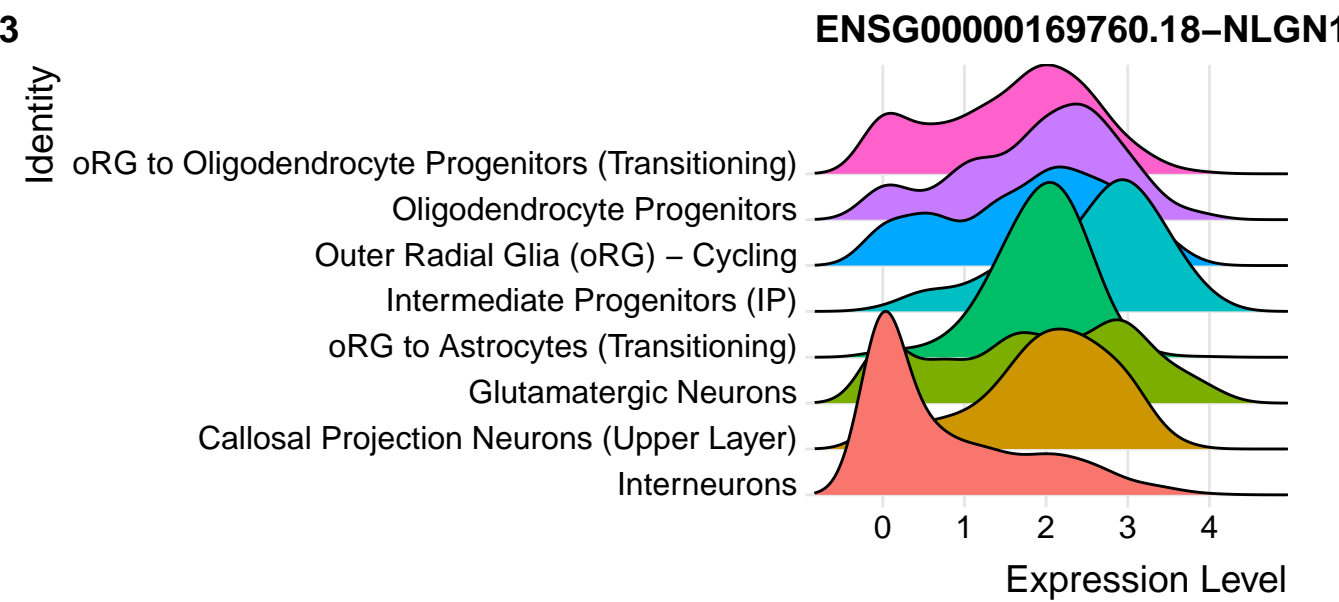 3
ENSG00000169760.18–NLGN1
Identity
oRG to Oligodendrocyte Progenitors (Transitioning)
Oligodendrocyte Progenitors
Outer Radial Glia (oRG) – Cycling
Intermediate Progenitors (IP)
oRG to Astrocytes (Transitioning)
Glutamatergic Neurons
Callosal Projection Neurons (Upper Layer)
Interneurons
0 1 2 3 4
Expression Level